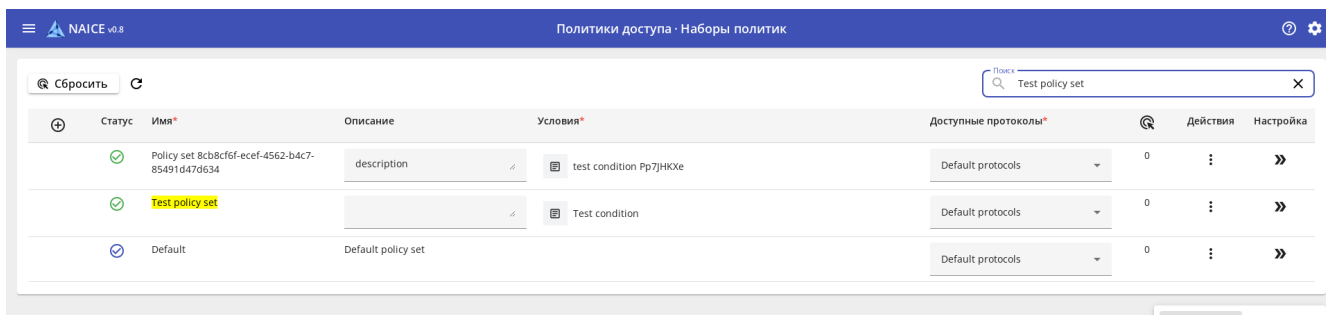 NAICE v0.8
Политики доступа · Наборы политик
Сбросить
Поиск
Test policy set
Статус Имя* Описание Условия* Доступные протоколы* Действия Настройка
Policy set 8cb8cf6f-ecef-4562-b4c7-
85491d47d634
description
test condition Pp7JHKXe
Default protocols
0
Test policy set
Test condition
Default protocols
0
Default
Default policy set
Default protocols
0